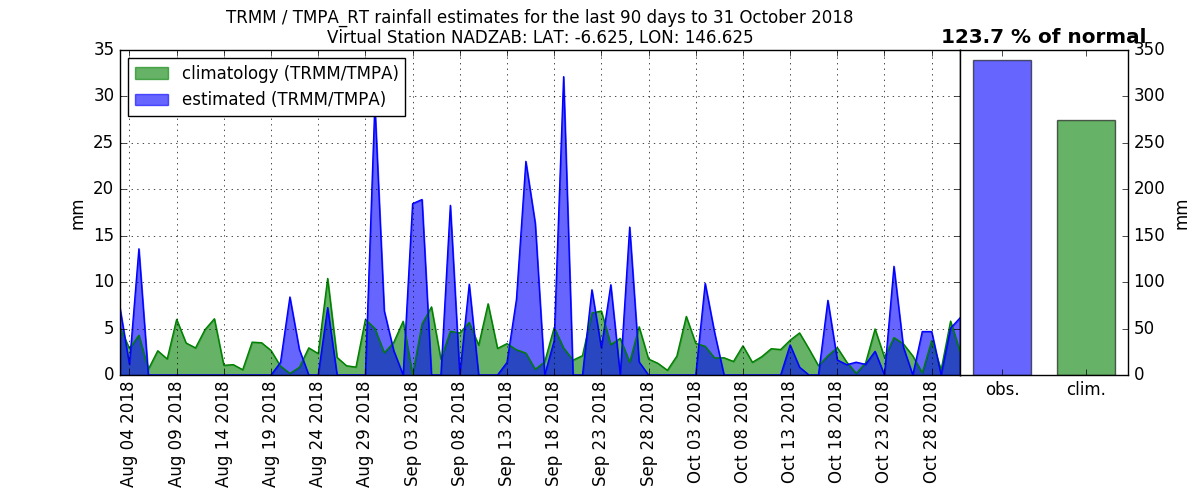 TRMM / TMPA_RT rainfall estimates for the last 90 days to 31 October 2018
Virtual Station NADZAB: LAT: -6.625, LON: 146.625
123.7 % of normal
climatology (TRMM/TMPA)
estimated (TRMM/TMPA)
35
30
25
20
15
10
5
0
mm
Aug 04 2018
Aug 09 2018
Aug 14 2018
Aug 19 2018
Aug 24 2018
Aug 29 2018
Sep 03 2018
Sep 08 2018
Sep 13 2018
Sep 18 2018
Sep 23 2018
Sep 28 2018
Oct 03 2018
Oct 08 2018
Oct 13 2018
Oct 18 2018
Oct 23 2018
Oct 28 2018
350
300
250
200
150
100
50
0
mm
obs.
clim.